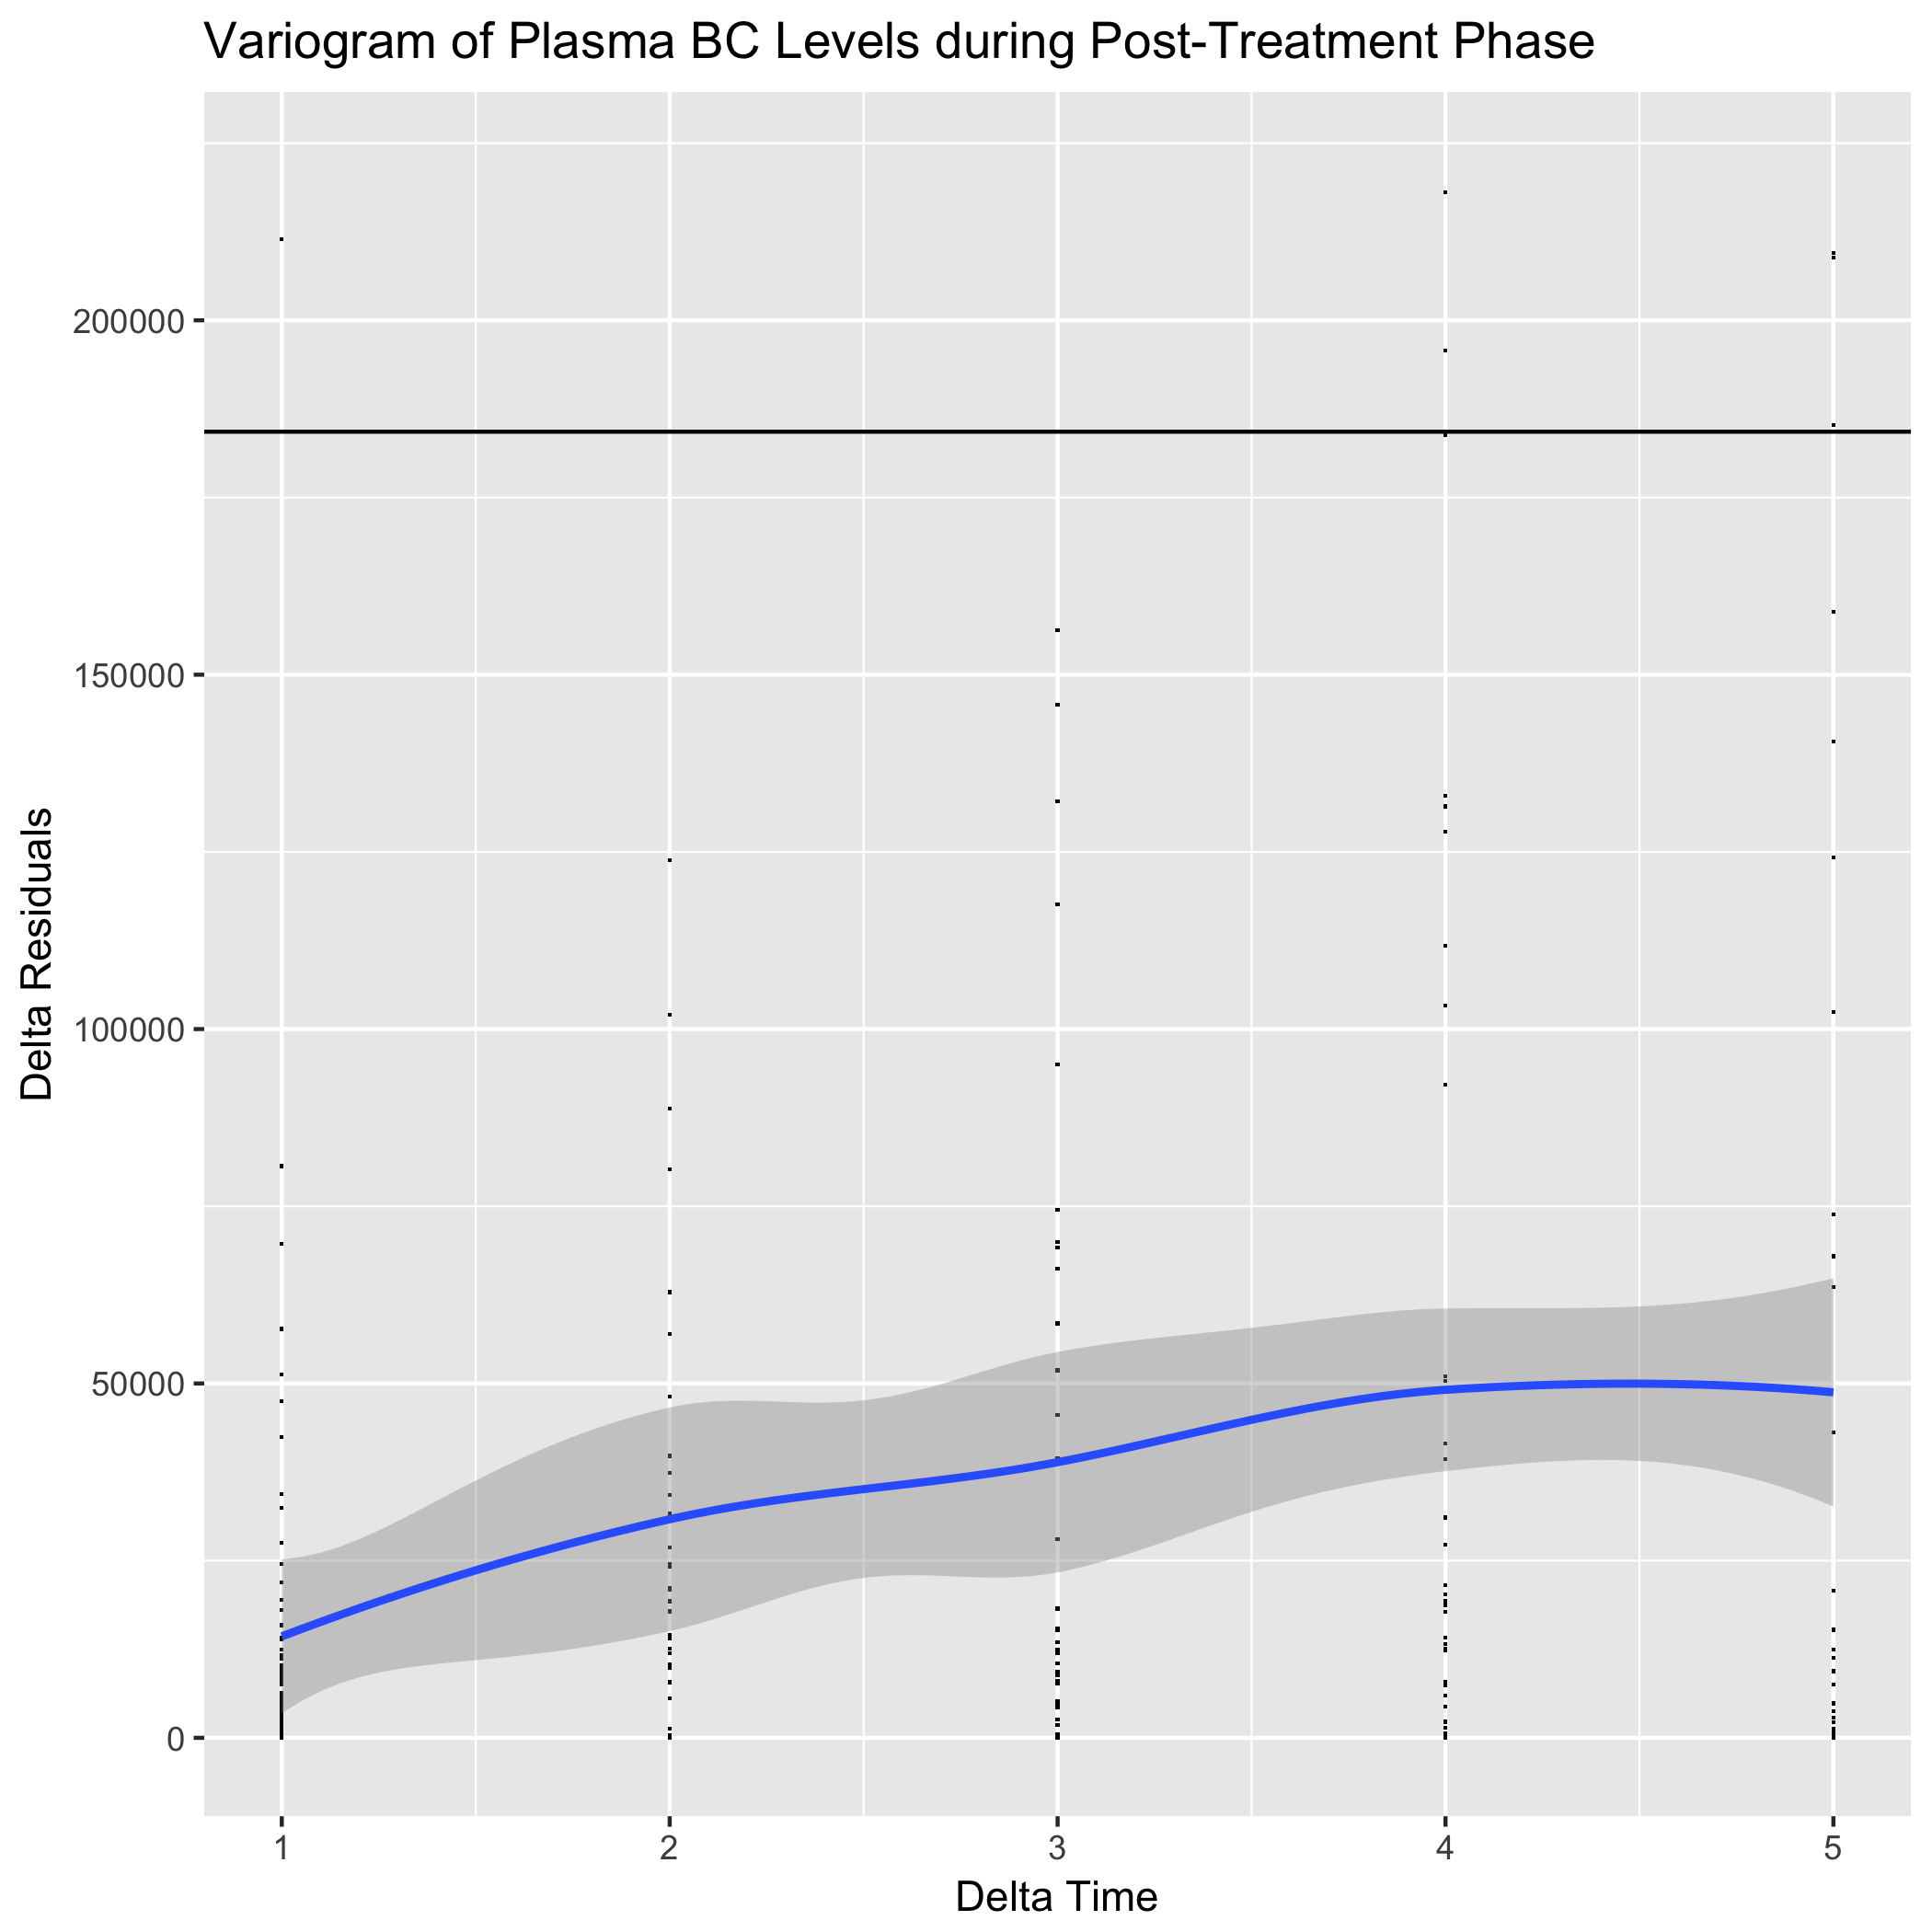 Variogram of Plasma BC Levels during Post-Treatment Phase
200000
150000
100000
50000
0
Delta Residuals
1 2 3 4 5
Delta Time